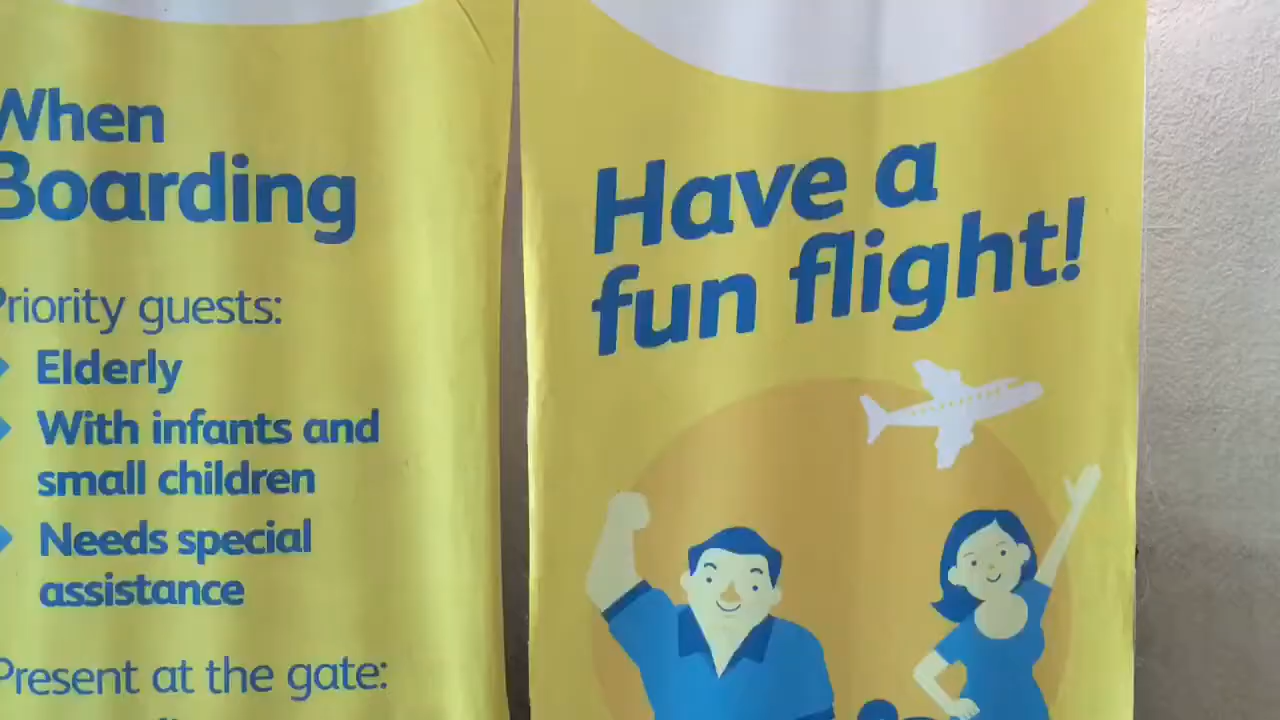 When
Boarding
Priority guests:
Elderly
With infants and
small children
Needs special
assistance
Present at the gate:
Have a
fun flight!